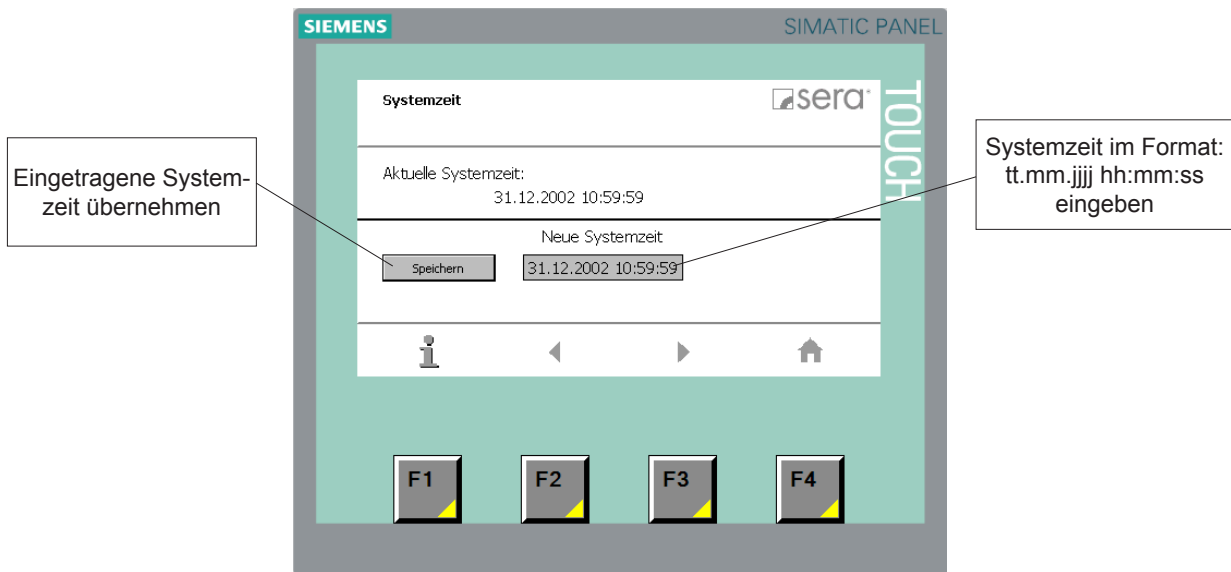 SIEMENS
SIMATIC PANEL
TOUCH
Systemzeit
sera
Aktuelle Systemzeit:
31.12.2002 10:59:59
Neue Systemzeit
Speichern
31.12.2002 10:59:59
F1
F2
F3
F4
Eingetragene System-
zeit übernehmen
Systemzeit im Format:
tt.mm.jjjj hh:mm:ss
eingeben